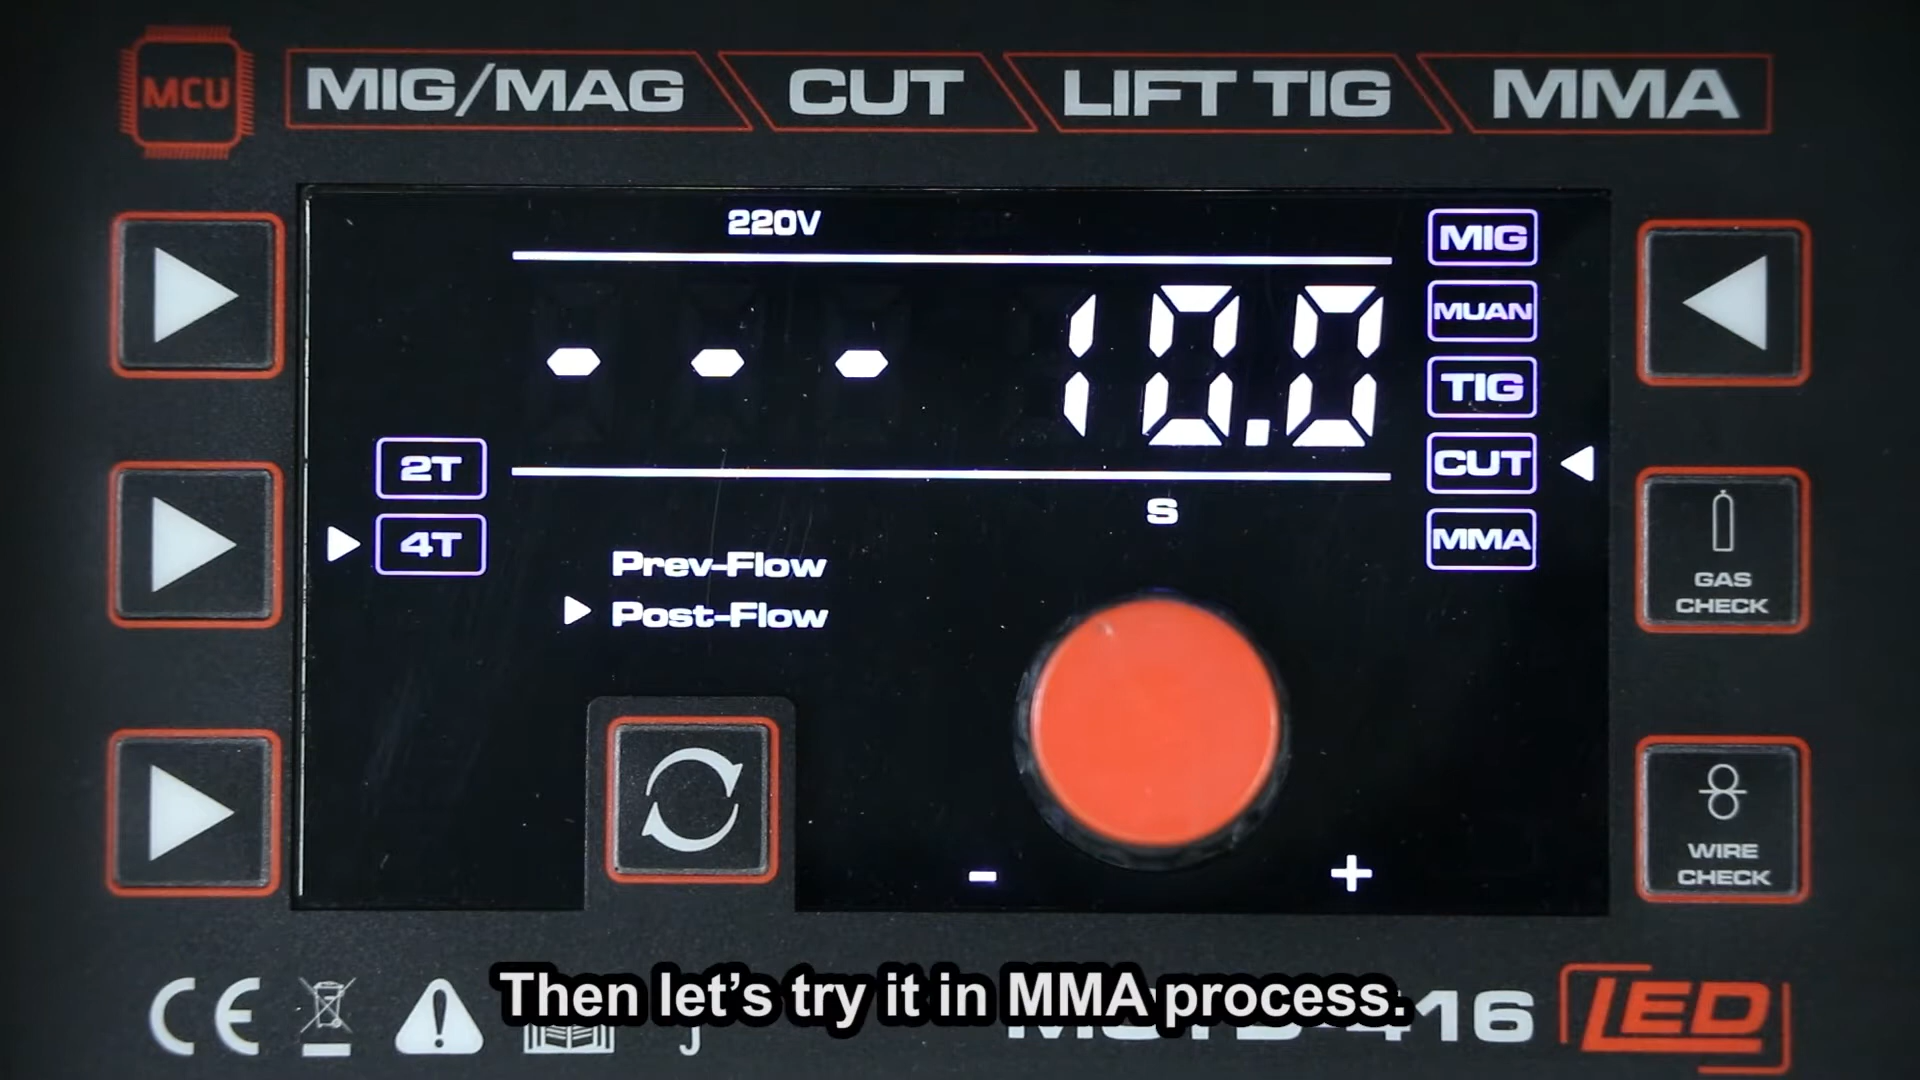 MCU
MIG/MAG CUT LIFT TIG MMA
220V
MIG
MUAN
TIG
CUT
MMA
- - - 10.0
S
2T
4T
Prev-Flow
Post-Flow
GAS
CHECK
WIRE
CHECK
- +
CE
416
LED
Then let's try it in MMA process.